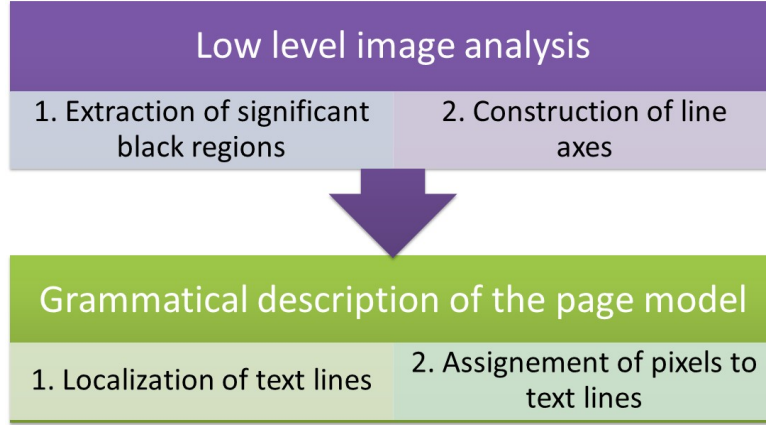 Low level image analysis
1. Extraction of significant
black regions
2. Construction of line
axes
Grammatical description of the page model
1. Localization of text lines
2. Assignement of pixels to
text lines